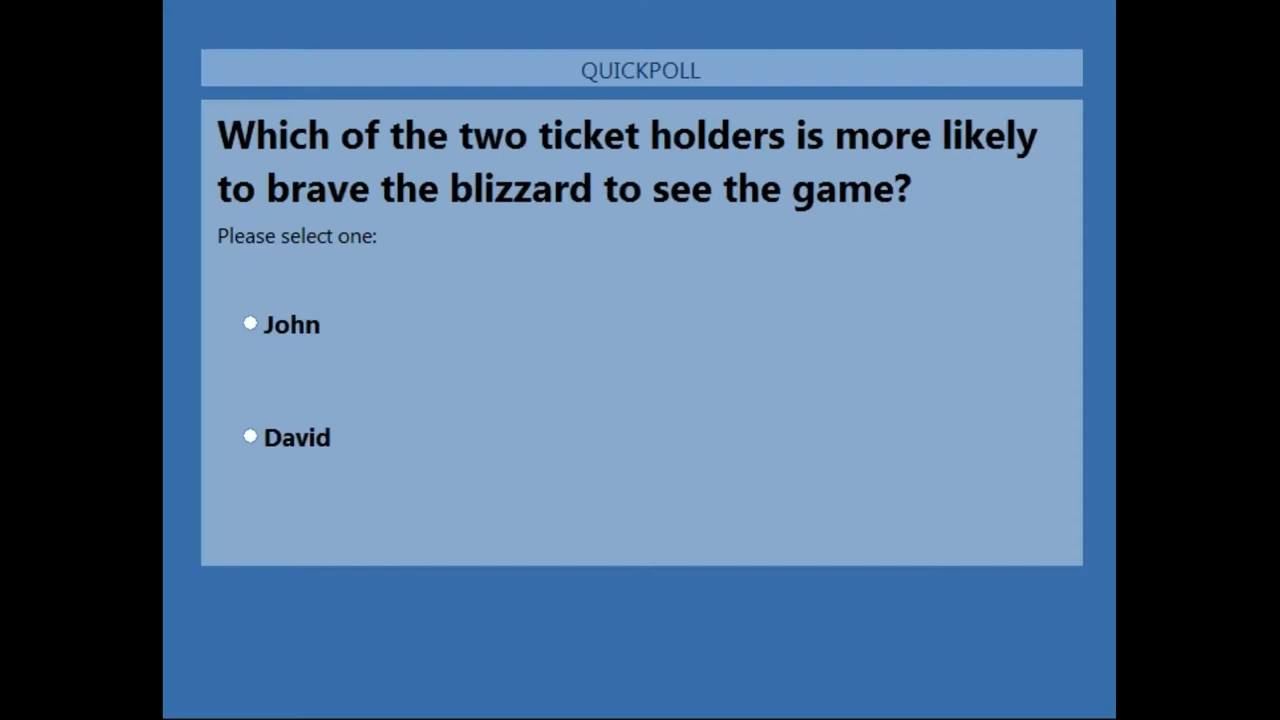 QUICKPOLL
Which of the two ticket holders is more likely
to brave the blizzard to see the game?
Please select one:
John
David